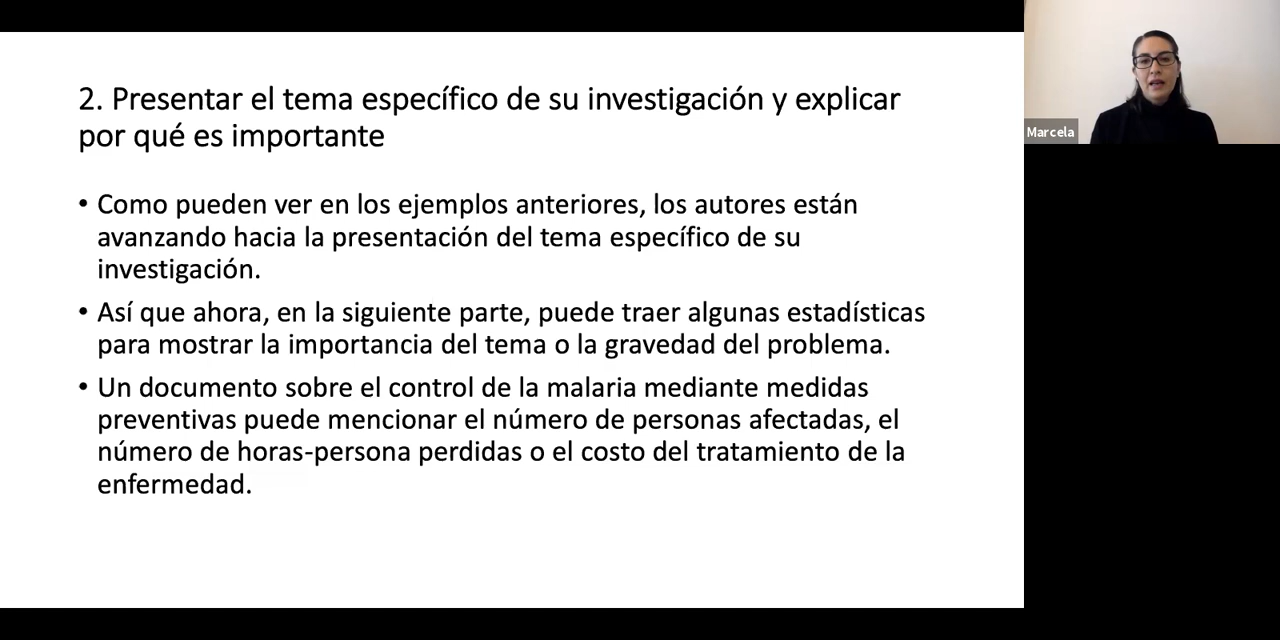 2. Presentar el tema específico de su investigación y explicar
por qué es importante
• Como pueden ver en los ejemplos anteriores, los autores están
avanzando hacia la presentación del tema específico de su
investigación.
• Así que ahora, en la siguiente parte, puede traer algunas estadísticas
para mostrar la importancia del tema o la gravedad del problema.
• Un documento sobre el control de la malaria mediante medidas
preventivas puede mencionar el número de personas afectadas, el
número de horas-persona perdidas o el costo del tratamiento de la
enfermedad.
Marcela